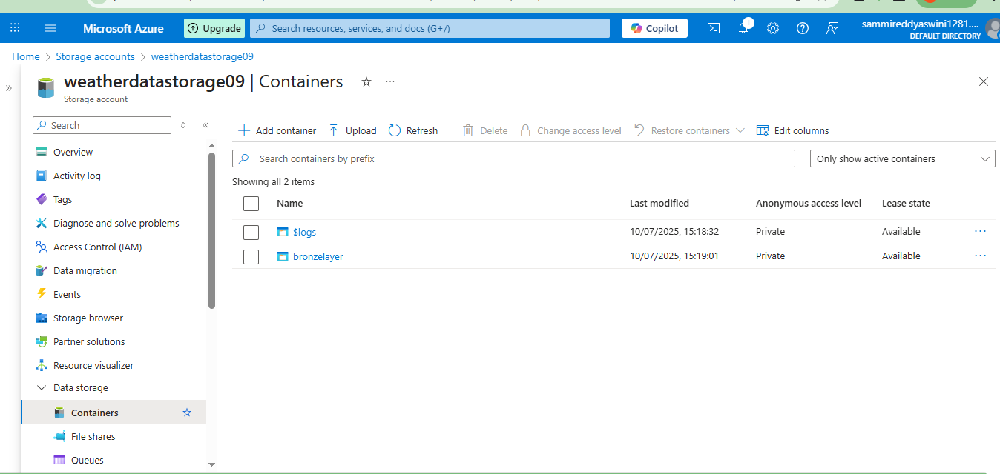 Microsoft Azure
Upgrade
Search resources, services, and docs (G+/)
Copilot
1
sammireddyaswini1281....
DEFAULT DIRECTORY
Home > Storage accounts > weatherdatastorage09
weatherdatastorage09 | Containers
Storage account
Search
Add container
Upload
Refresh
Delete
Change access level
Restore containers
Edit columns
Search containers by prefix
Only show active containers
Showing all 2 items
Name Last modified Anonymous access level Lease state
$logs 10/07/2025, 15:18:32 Private Available
bronzelayer 10/07/2025, 15:19:01 Private Available
Overview
Activity log
Tags
Diagnose and solve problems
Access Control (IAM)
Data migration
Events
Storage browser
Partner solutions
Resource visualizer
Data storage
Containers
File shares
Queues